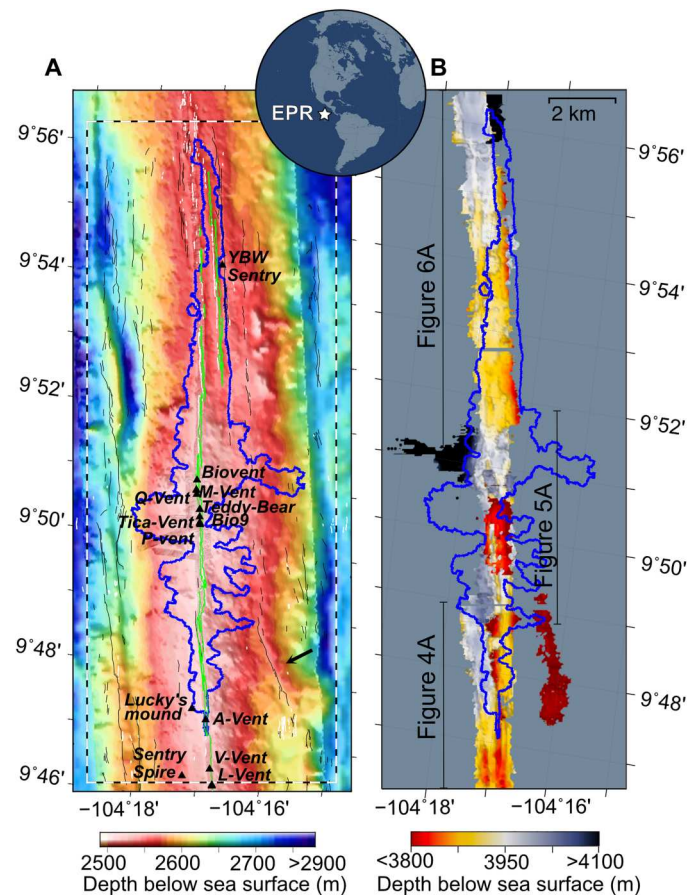 A
B
EPR
2 km
9°56'
9°54'
9°52'
9°50'
9°48'
9°46'
YBW
Sentry
Biovent
Q-Vent
M-Vent
Teddy-Bear
Tica-Vent
Bio9
P-vent
Lucky's
mound
A-Vent
Sentry
Spire
V-Vent
L-Vent
−104°18'
−104°16'
2500
2600
2700
>2900
Depth below sea surface (m)
Figure 6A
Figure 5A
Figure 4A
9°56'
9°54'
9°52'
9°50'
9°48'
−104°18'
−104°16'
<3800
3950
>4100
Depth below sea surface (m)